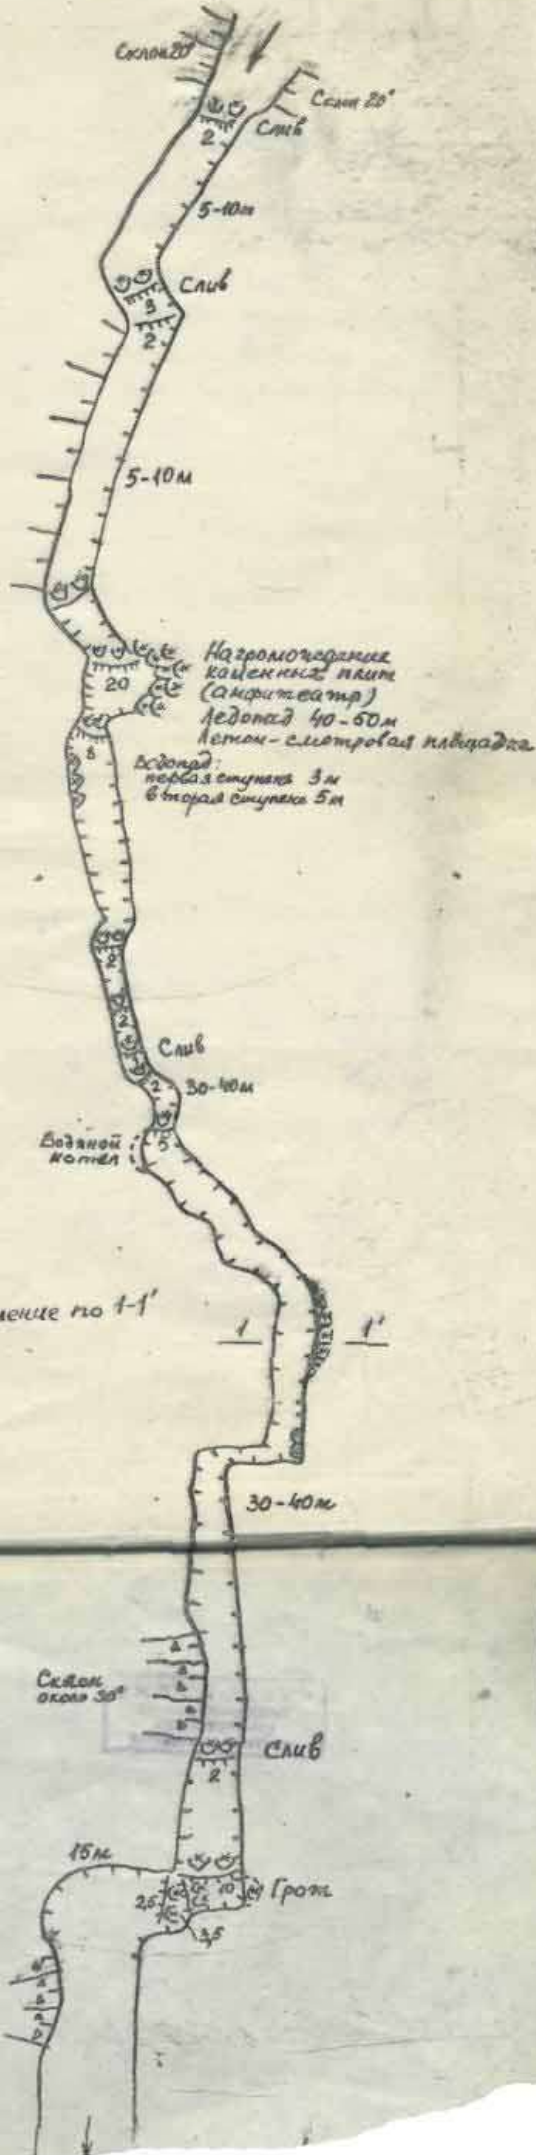 Склон 20°
Склон 20°
Слив
2
5-10м
Слив
3
2
5-10м
Нагромождение
каменных плит
(амфитеатр)
Ледопад 40-50м
Летом - смотровая площадка
20
8
Водопад:
первая ступень 3м
вторая ступень 5м
2
2
Слив
2
30-40м
Водяной
котел
5
по 1-1'
1 1'
30-40м
Склон
около 30°
Слив
2
15м
2,5
10
Грот
3,5